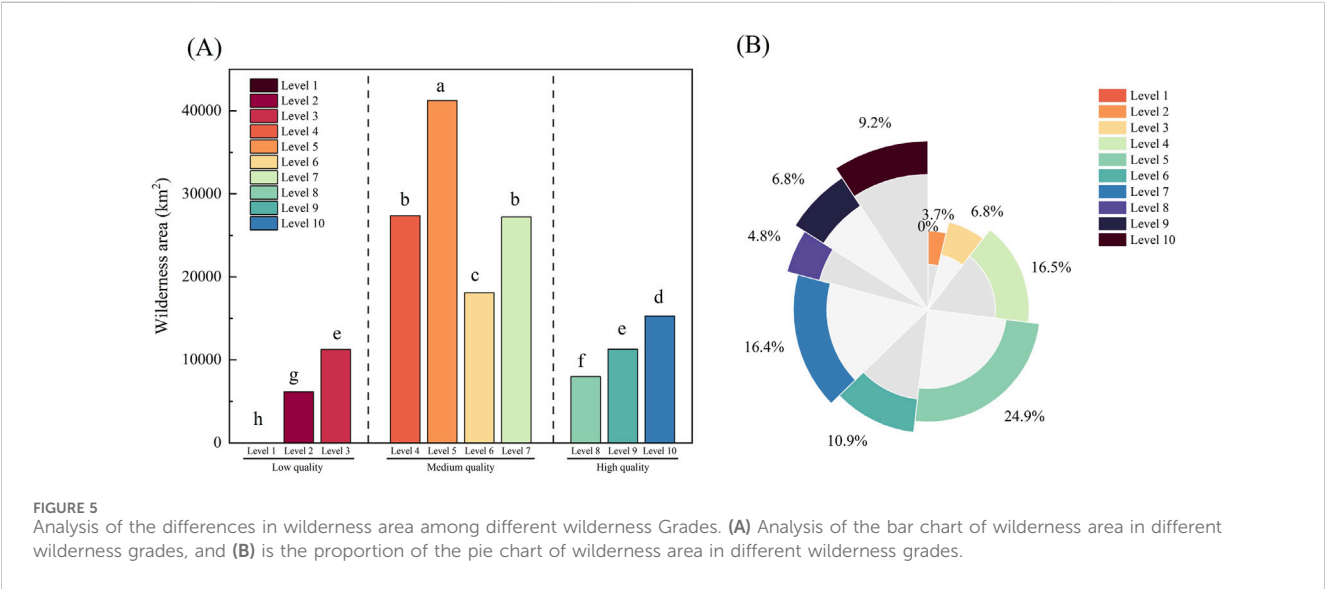 (A)
Level 1
Level 2
Level 3
Level 4
Level 5
Level 6
Level 7
Level 8
Level 9
Level 10
Wilderness area (km²)
40000
30000
20000
10000
0
h
g
e
b
a
c
b
f
e
d
Level 1 Level 2 Level 3 Level 4 Level 5 Level 6 Level 7 Level 8 Level 9 Level 10
Low quality Medium quality High quality
(B)
9.2%
6.8%
4.8%
16.4%
10.9%
24.9%
16.5%
6.8%
3.7%
0%
Level 1
Level 2
Level 3
Level 4
Level 5
Level 6
Level 7
Level 8
Level 9
Level 10
FIGURE 5
Analysis of the differences in wilderness area among different wilderness Grades. (A) Analysis of the bar chart of wilderness area in different
wilderness grades, and (B) is the proportion of the pie chart of wilderness area in different wilderness grades.